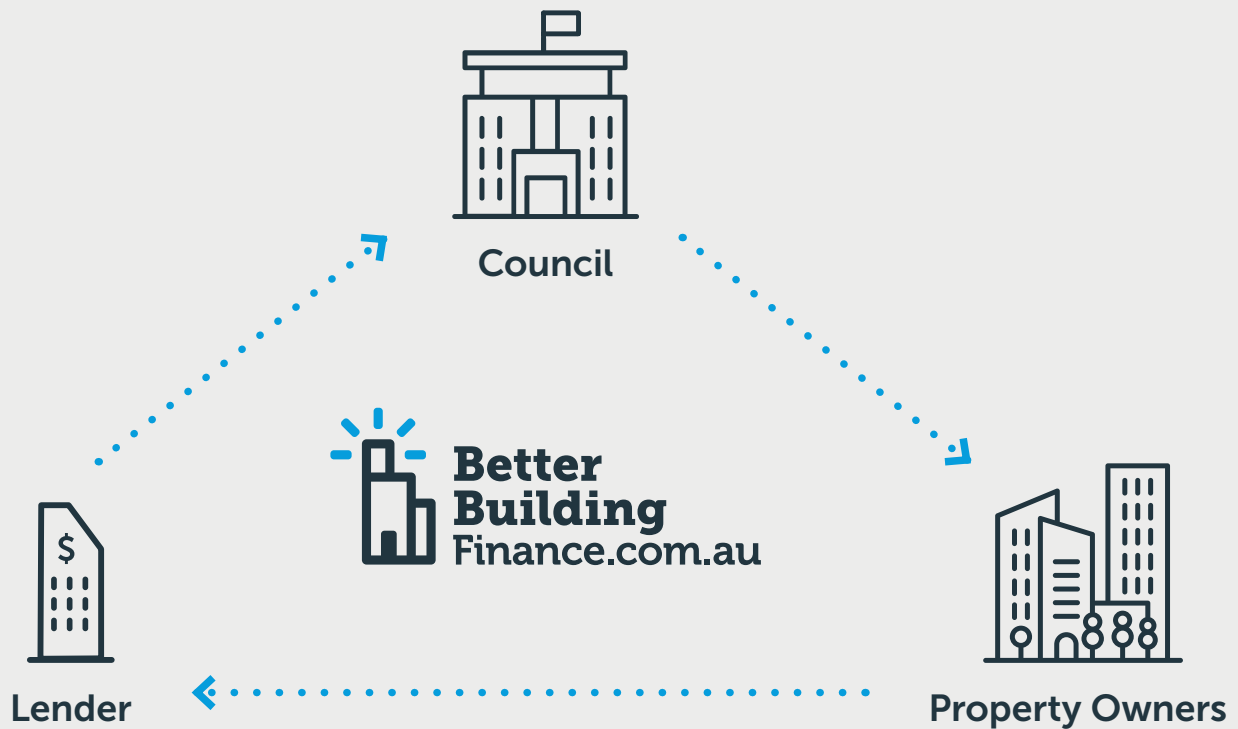 Council
Better
Building
Finance.com.au
$
Lender
Property Owners